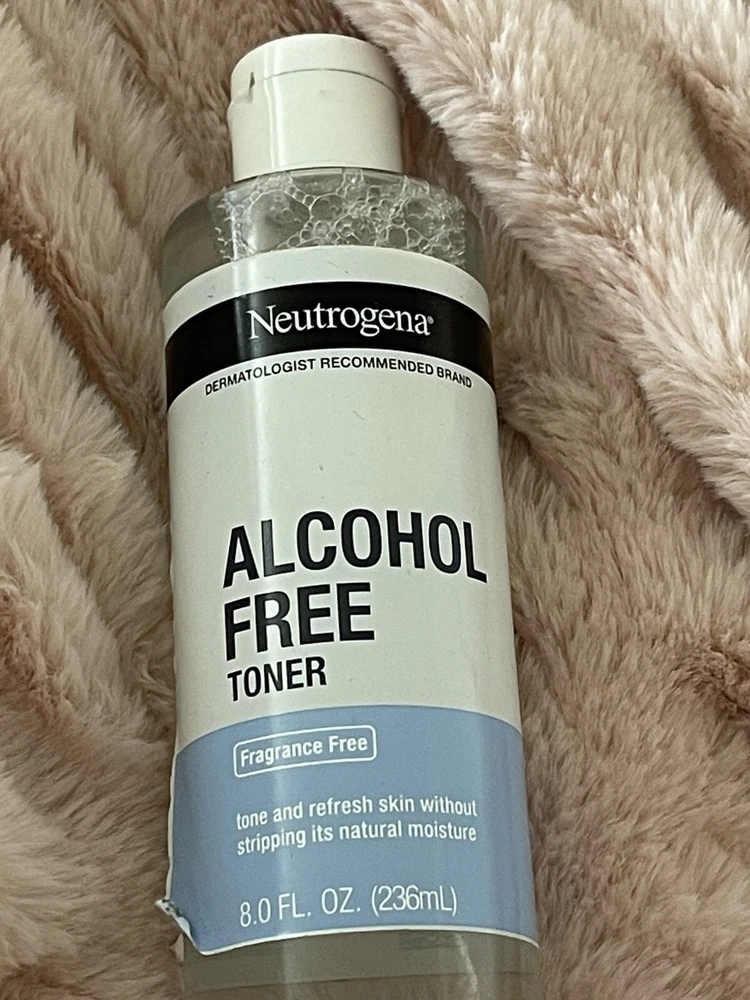 Neutrogena®
DERMATOLOGIST RECOMMENDED BRAND
ALCOHOL
FREE
TONER
Fragrance Free
tone and refresh skin without
stripping its natural moisture
8.0 FL. OZ. (236mL)